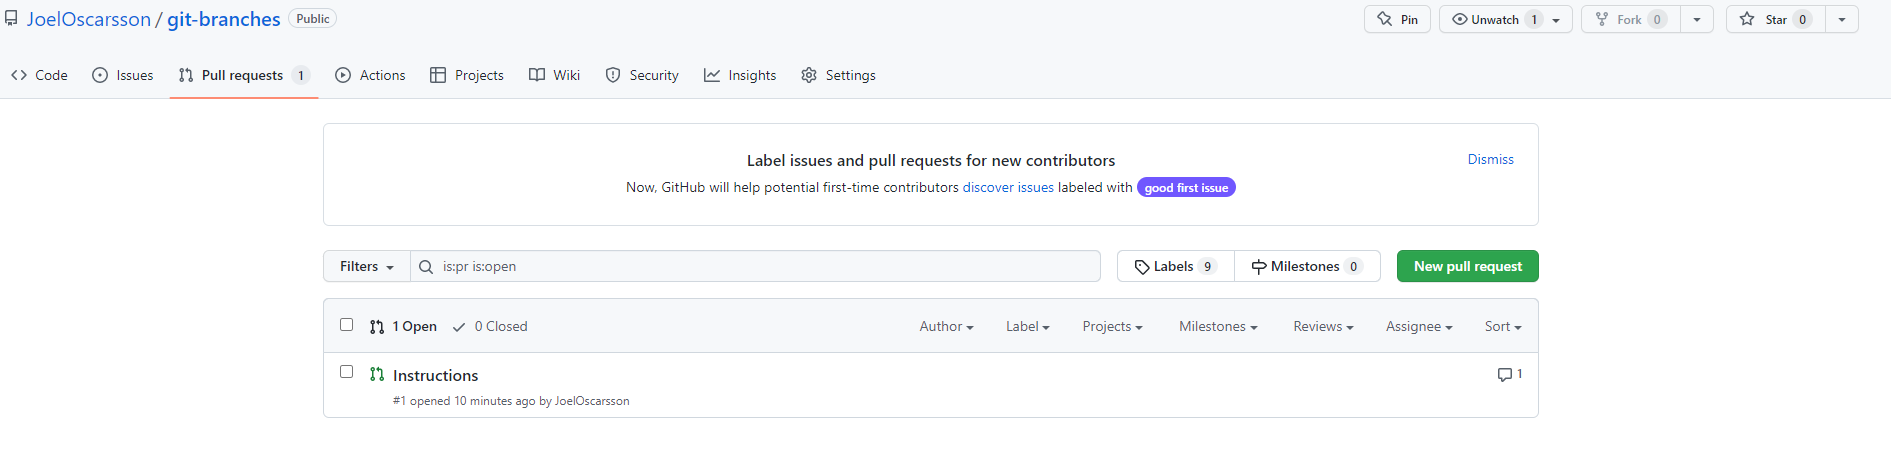 JoelOscarsson / git-branches Public
Pin Unwatch 1 Fork 0 Star 0
Code Issues Pull requests 1 Actions Projects Wiki Security Insights Settings
Label issues and pull requests for new contributors
Dismiss
Now, GitHub will help potential first-time contributors discover issues labeled with good first issue
Filters is:pr is:open Labels 9 Milestones 0 New pull request
1 Open 0 Closed Author Label Projects Milestones Reviews Assignee Sort
Instructions 1
#1 opened 10 minutes ago by JoelOscarsson